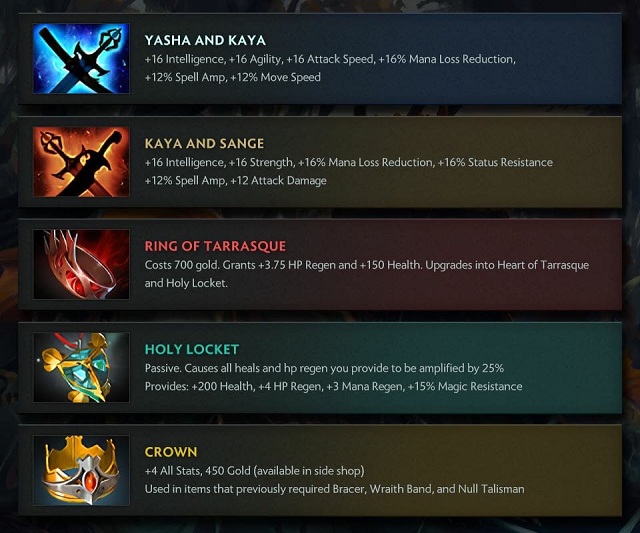 YASHA AND KAYA
+16 Intelligence, +16 Agility, +16 Attack Speed, +16% Mana Loss Reduction,
+12% Spell Amp, +12% Move Speed
KAYA AND SANGE
+16 Intelligence, +16 Strength, +16% Mana Loss Reduction, +16% Status Resistance
+12% Spell Amp, +12 Attack Damage
RING OF TARRASQUE
Costs 700 gold. Grants +3.75 HP Regen and +150 Health. Upgrades into Heart of Tarrasque
and Holy Locket.
HOLY LOCKET
Passive. Causes all heals and hp regen you provide to be amplified by 25%
Provides: +200 Health, +4 HP Regen, +3 Mana Regen, +15% Magic Resistance
CROWN
+4 All Stats, 450 Gold (available in side shop)
Used in items that previously required Bracer, Wraith Band, and Null Talisman